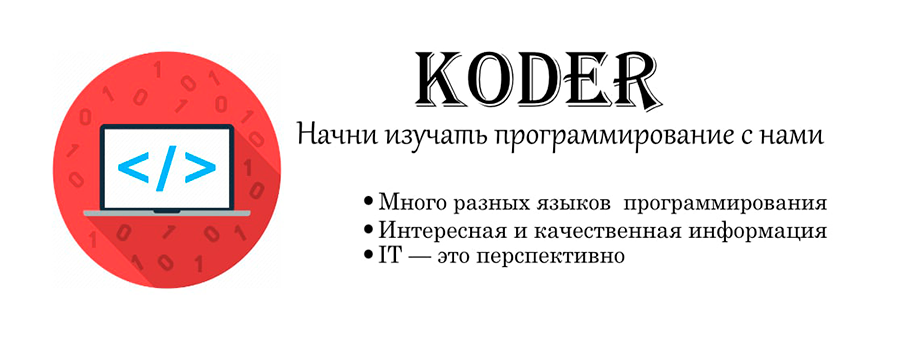 KODER
Начни изучать программирование с нами
</>
• Много разных языков программирования
• Интересная и качественная информация
• IT — это перспективно